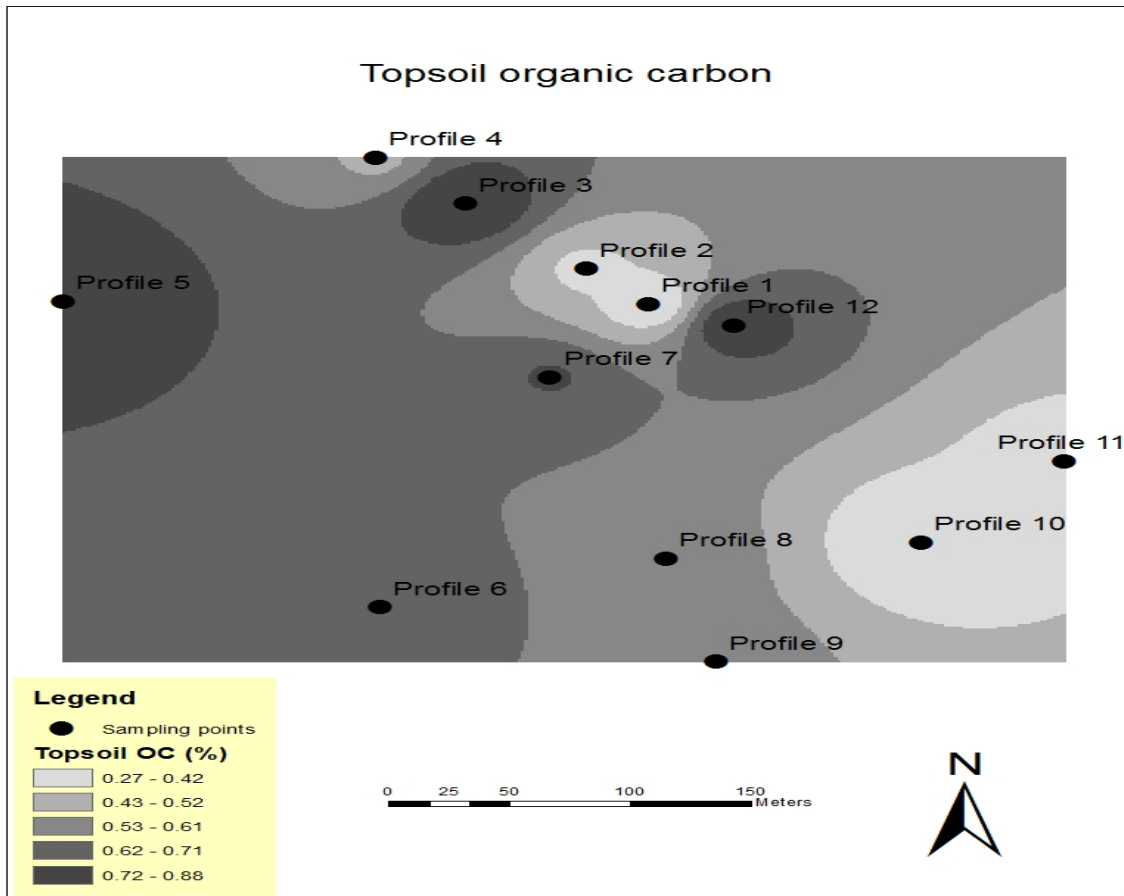 Topsoil organic carbon
Profile 4
Profile 3
Profile 2
Profile 5
Profile 1
Profile 12
Profile 7
Profile 11
Profile 10
Profile 8
Profile 6
Profile 9
Legend
Sampling points
Topsoil OC (%)
0.27 - 0.42
0.43 - 0.52
0.53 - 0.61
0.62 - 0.71
0.72 - 0.88
0 25 50 100 150
Meters
N